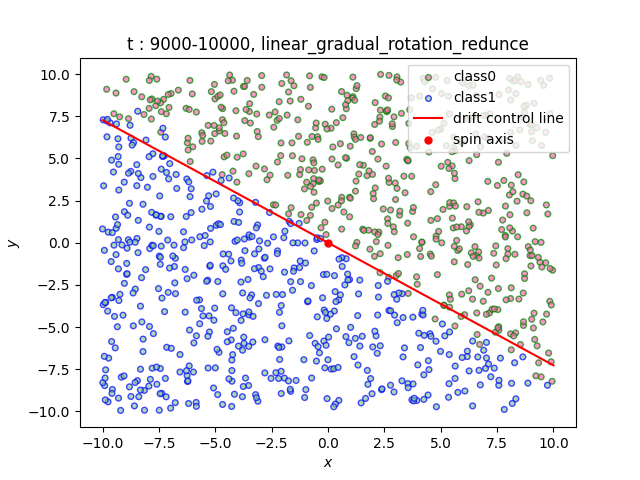 t : 9000-10000, linear_gradual_rotation_redunce
10.0
7.5
5.0
2.5
0.0
−2.5
−5.0
−7.5
−10.0
y
class0
class1
drift control line
spin axis
−10.0 −7.5 −5.0 −2.5 0.0 2.5 5.0 7.5 10.0
x